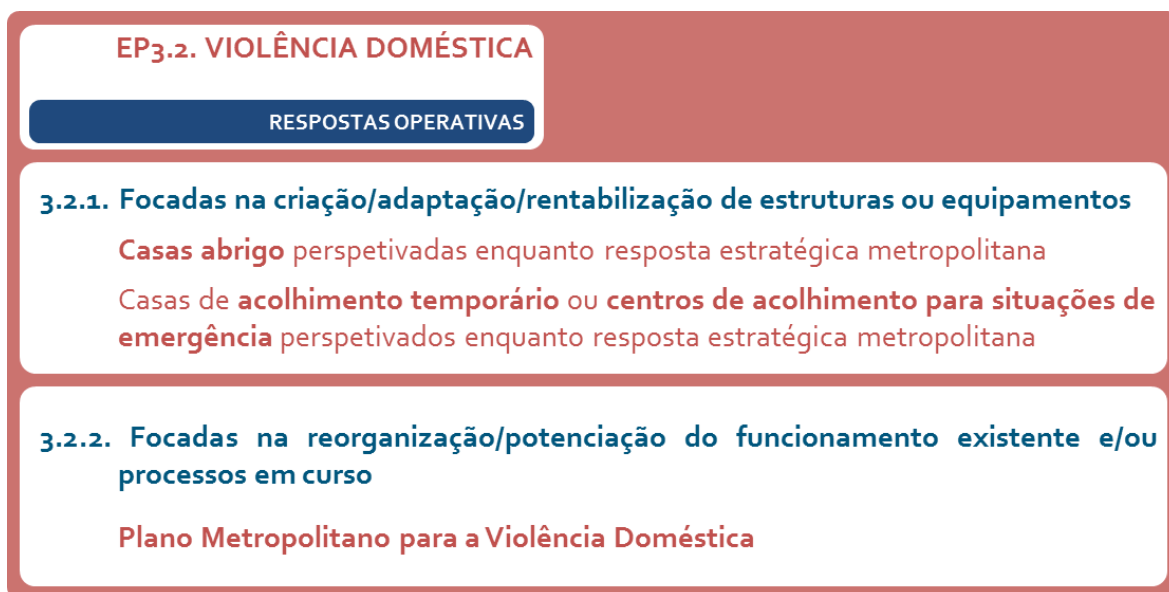 EP3.2. VIOLÊNCIA DOMÉSTICA
RESPOSTAS OPERATIVAS
3.2.1. Focadas na criação/adaptação/rentabilização de estruturas ou equipamentos
Casas abrigo perspetivadas enquanto resposta estratégica metropolitana
Casas de acolhimento temporário ou centros de acolhimento para situações de
emergência perspetivados enquanto resposta estratégica metropolitana
3.2.2. Focadas na reorganização/potenciação do funcionamento existente e/ou
processos em curso
Plano Metropolitano para a Violência Doméstica